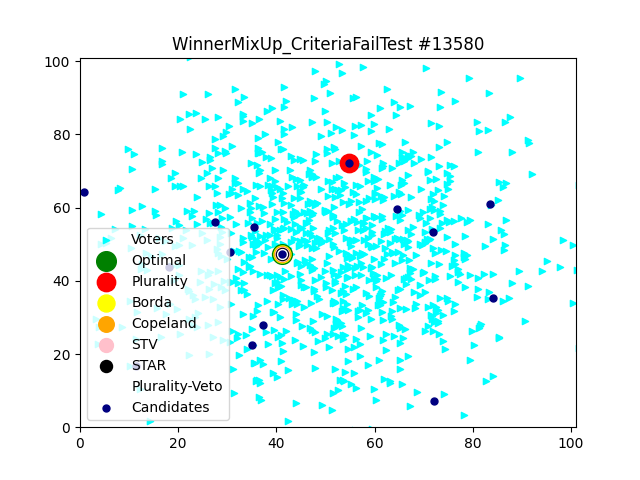 WinnerMixUp_CriteriaFailTest #13580
100
80
60
40
20
0
Voters
Optimal
Plurality
Borda
Copeland
STV
STAR
Plurality-Veto
Candidates
0 20 40 60 80 100